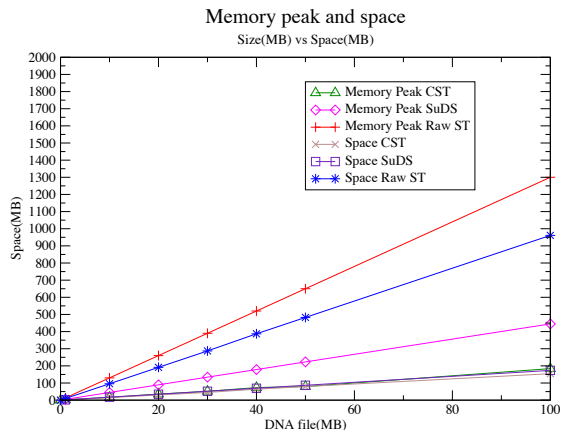 Memory peak and space
Size(MB) vs Space(MB)
2000
1900
1800
1700
1600
1500
1400
1300
1200
1100
1000
900
800
700
600
500
400
300
200
100
0
Space(MB)
Memory Peak CST
Memory Peak SuDS
Memory Peak Raw ST
Space CST
Space SuDS
Space Raw ST
0 20 40 60 80 100
DNA file(MB)